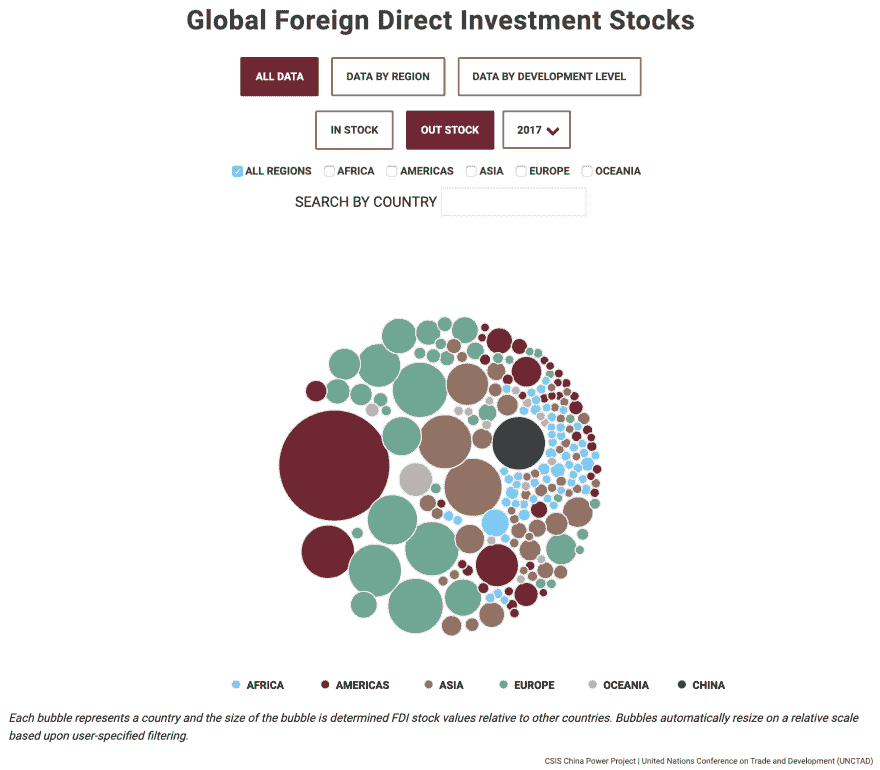 Global Foreign Direct Investment Stocks
ALL DATA DATA BY REGION DATA BY DEVELOPMENT LEVEL
IN STOCK OUT STOCK 2017
ALL REGIONS AFRICA AMERICAS ASIA EUROPE OCEANIA
SEARCH BY COUNTRY
AFRICA AMERICAS ASIA EUROPE OCEANIA CHINA
Each bubble represents a country and the size of the bubble is determined FDI stock values relative to other countries. Bubbles automatically resize on a relative scale
based upon user-specified filtering.
CSIS China Power Project | United Nations Conference on Trade and Development (UNCTAD)